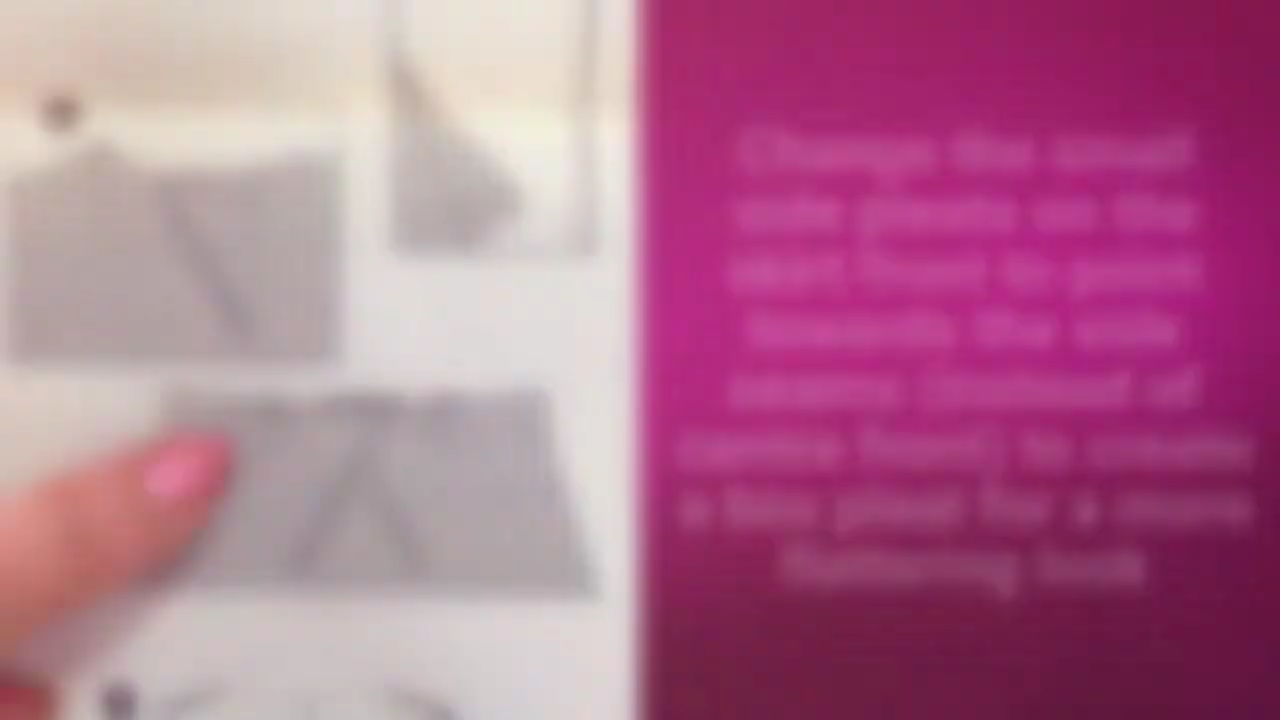 Change the small
side pleats on the
skirt front to point
towards the side
seams (instead of
centre front) to create
a box pleat for a more
flattering look